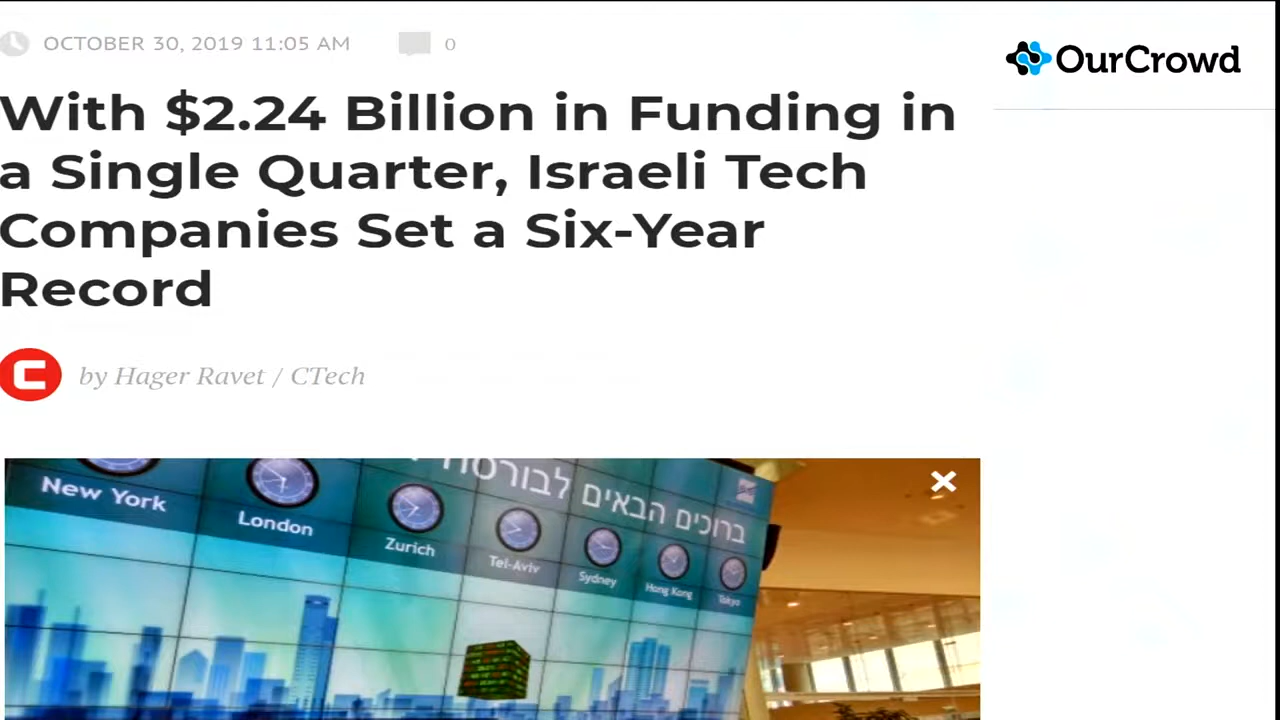 OCTOBER 30, 2019 11:05 AM 0
OurCrowd
With $2.24 Billion in Funding in
a Single Quarter, Israeli Tech
Companies Set a Six-Year
Record
C
by Hager Ravet / CTech
ברוכים הבאים לבורסה
New York
London
Zurich
Tel-Aviv
Sydney
Hong Kong
Tokyo